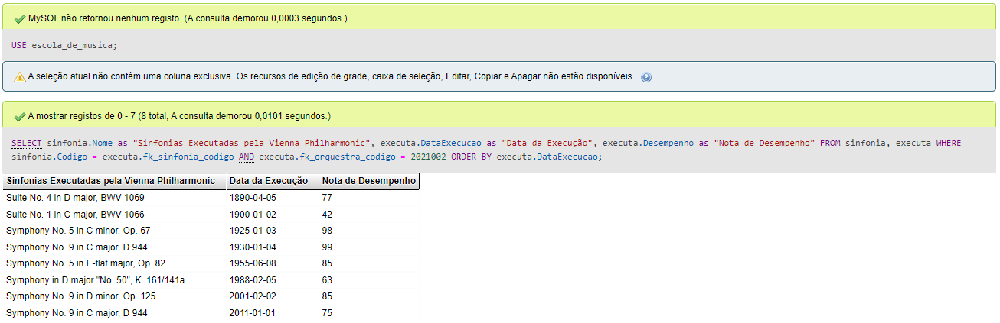 MySQL não retornou nenhum registo. (A consulta demorou 0,0003 segundos.)
USE escola_de_musica;
A seleção atual não contém uma coluna exclusiva. Os recursos de edição de grade, caixa de seleção, Editar, Copiar e Apagar não estão disponíveis.
A mostrar registos de 0 - 7 (8 total, A consulta demorou 0,0101 segundos.)
SELECT sinfonia.Nome as "Sinfonias Executadas pela Vienna Philharmonic", executa.DataExecucao as "Data da Execução", executa.Desempenho as "Nota de Desempenho" FROM sinfonia, executa WHERE
sinfonia.Codigo = executa.fk_sinfonia_codigo AND executa.fk_orquestra_codigo = 2021002 ORDER BY executa.DataExecucao;
Sinfonias Executadas pela Vienna Philharmonic Data da Execução Nota de Desempenho
Suite No. 4 in D major, BWV 1069 1890-04-05 77
Suite No. 1 in C major, BWV 1066 1900-01-02 42
Symphony No. 5 in C minor, Op. 67 1925-01-03 98
Symphony No. 9 in C major, D 944 1930-01-04 99
Symphony No. 5 in E-flat major, Op. 82 1955-06-08 85
Symphony in D major "No. 50", K. 161/141a 1988-02-05 63
Symphony No. 9 in D minor, Op. 125 2001-02-02 85
Symphony No. 9 in C major, D 944 2011-01-01 75